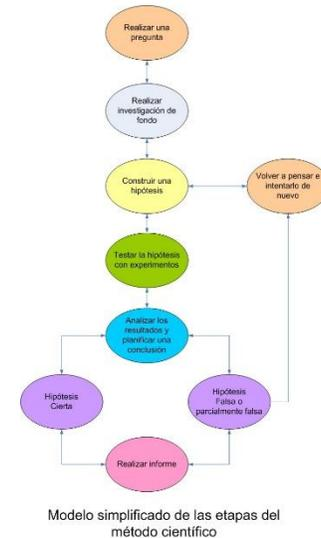 Realizar una
pregunta
Realizar
investigación de
fondo
Construir una
hipótesis
Volver a pensar e
intentarlo de
nuevo
Testar la hipótesis
con experimentos
Analizar los
resultados y
planificar una
conclusión
Hipótesis
Cierta
Hipótesis
Falsa o
parcialmente falsa
Realizar informe
Modelo simplificado de las etapas del
método científico